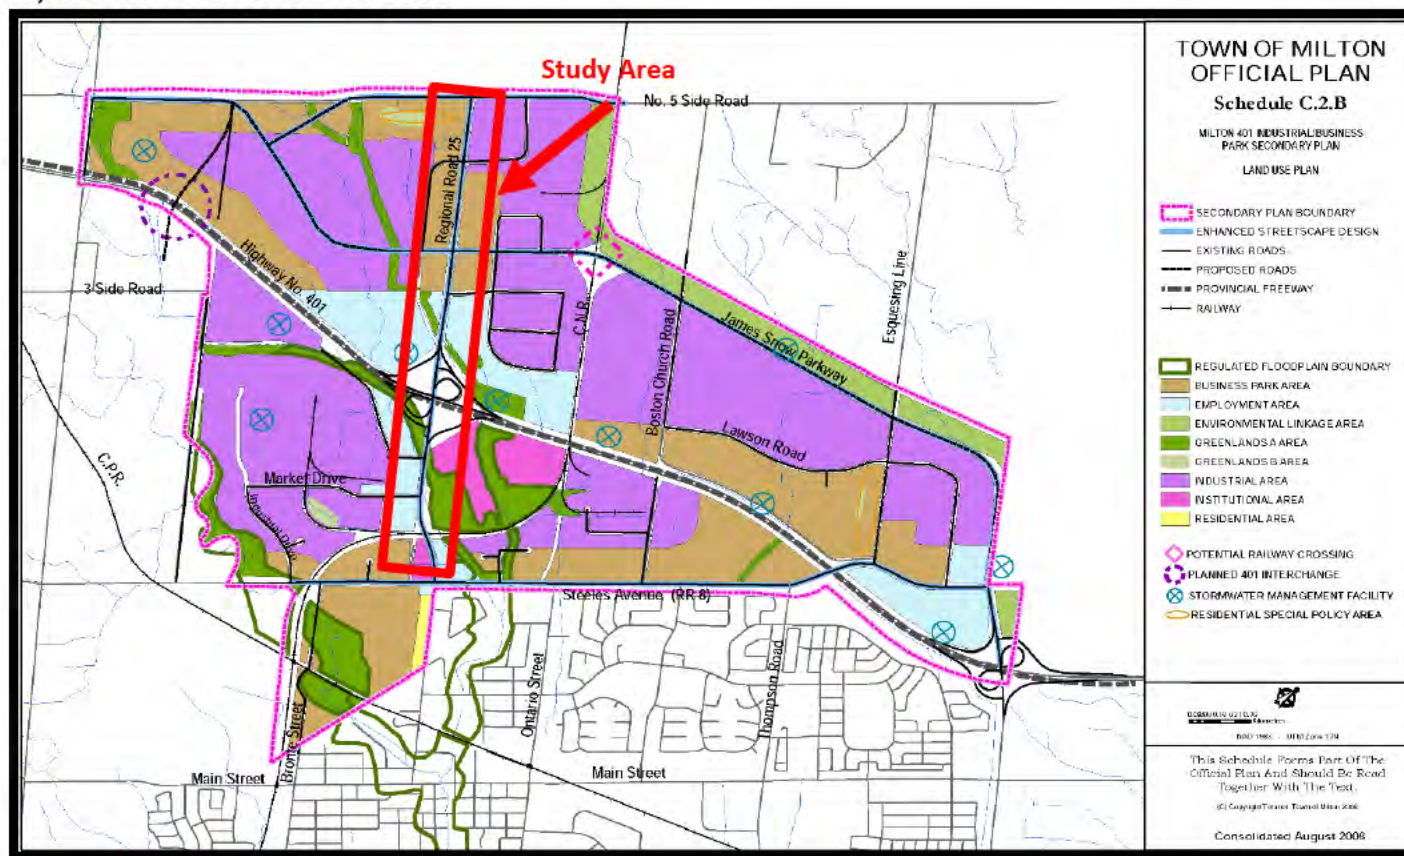 Study Area
No. 5 Side Road
Regional Road 25
Highway No. 401
3 Side Road
C.N.R.
Boston Church Road
Esquesing Line
James Snow Parkway
Lawson Road
C.P.R.
Market Drive
Industrial Drive
Steeles Avenue (RR 8)
Ontario Street
Thompson Road
Bronte Street
Main Street
Main Street
TOWN OF MILTON
OFFICIAL PLAN
Schedule C.2.B
MILTON 401 INDUSTRIAL/BUSINESS
PARK SECONDARY PLAN
LAND USE PLAN
SECONDARY PLAN BOUNDARY
ENHANCED STREETSCAPE DESIGN
EXISTING ROADS
PROPOSED ROADS
PROVINCIAL FREEWAY
RAILWAY
REGULATED FLOODPLAIN BOUNDARY
BUSINESS PARK AREA
EMPLOYMENT AREA
ENVIRONMENTAL LINKAGE AREA
GREENLANDS A AREA
GREENLANDS B AREA
INDUSTRIAL AREA
INSTITUTIONAL AREA
RESIDENTIAL AREA
POTENTIAL RAILWAY CROSSING
PLANNED 401 INTERCHANGE
STORMWATER MANAGEMENT FACILITY
RESIDENTIAL SPECIAL POLICY AREA
Kilometres
This Schedule Forms Part Of The
Official Plan And Should Be Read
Together With The Text.
Consolidated August 2008